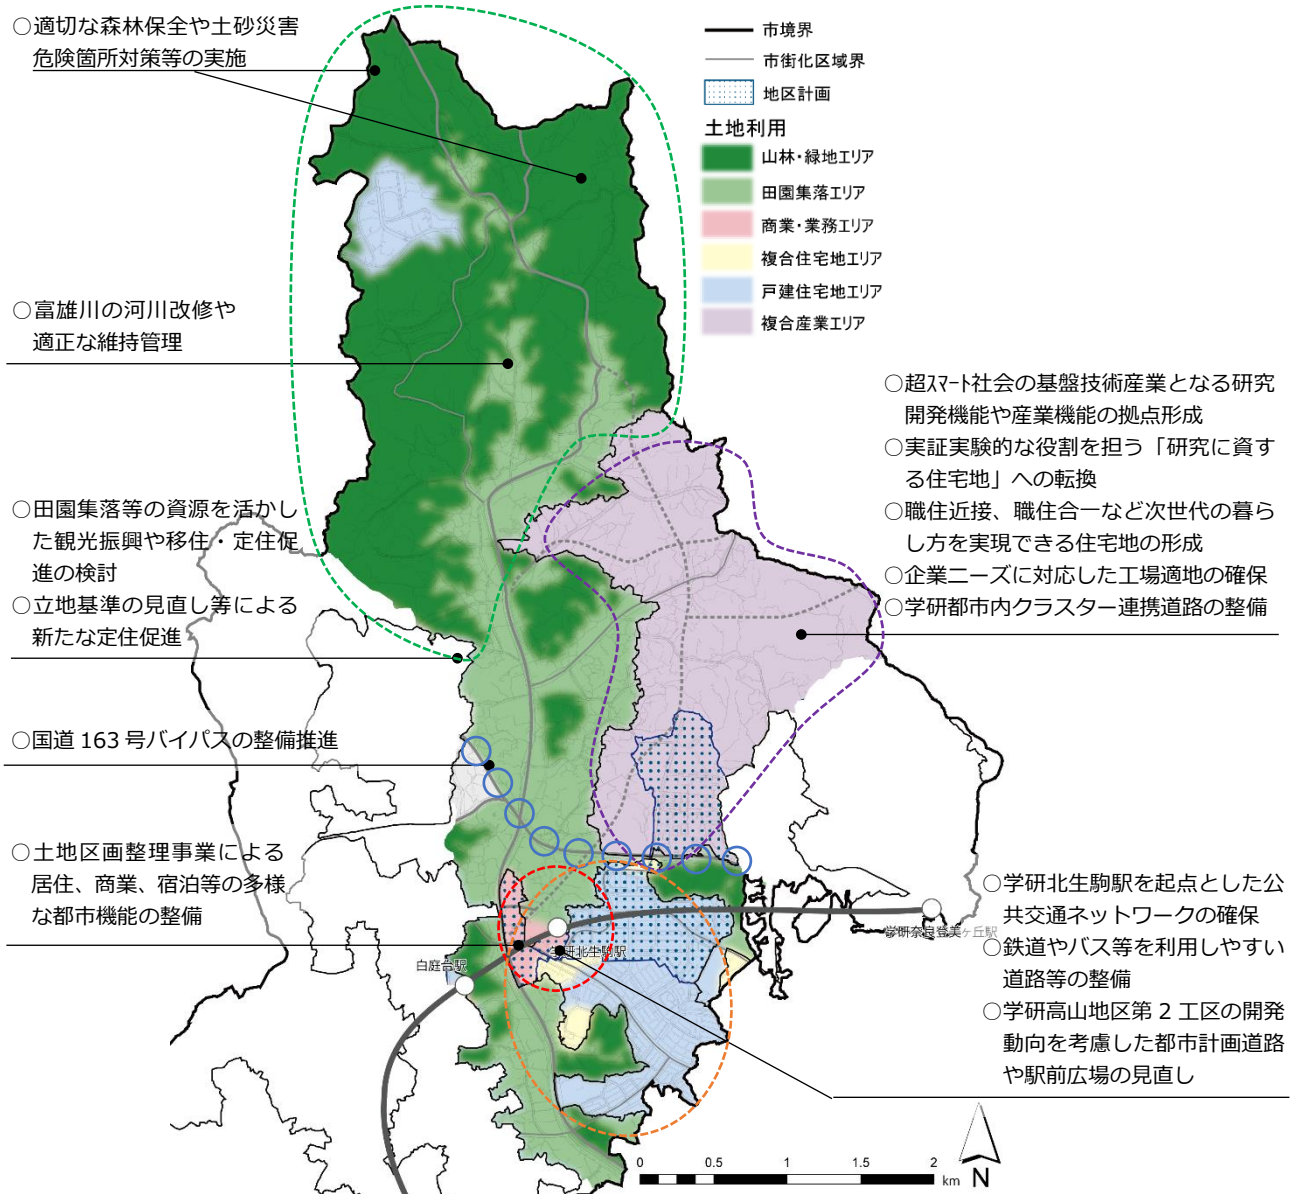 ○適切な森林保全や土砂災害
危険箇所対策等の実施
○富雄川の河川改修や
適正な維持管理
○田園集落等の資源を活かし
た観光振興や移住・定住促
進の検討
○立地基準の見直し等による
新たな定住促進
○国道 163 号バイパスの整備推進
○土地区画整理事業による
居住、商業、宿泊等の多様
な都市機能の整備
市境界
市街化区域界
地区計画
土地利用
山林・緑地エリア
田園集落エリア
商業・業務エリア
複合住宅地エリア
戸建住宅地エリア
複合産業エリア
○超スマート社会の基盤技術産業となる研究
開発機能や産業機能の拠点形成
○実証実験的な役割を担う「研究に資す
る住宅地」への転換
○職住近接、職住合一など次世代の暮ら
し方を実現できる住宅地の形成
○企業ニーズに対応した工場適地の確保
○学研都市内クラスター連携道路の整備
○学研北生駒駅を起点とした公
共交通ネットワークの確保
○鉄道やバス等を利用しやすい
道路等の整備
○学研高山地区第 2 工区の開発
動向を考慮した都市計画道路
や駅前広場の見直し
学研奈良登美ヶ丘駅
学研北生駒駅
白庭台駅
0 0.5 1 1.5 2
km
N